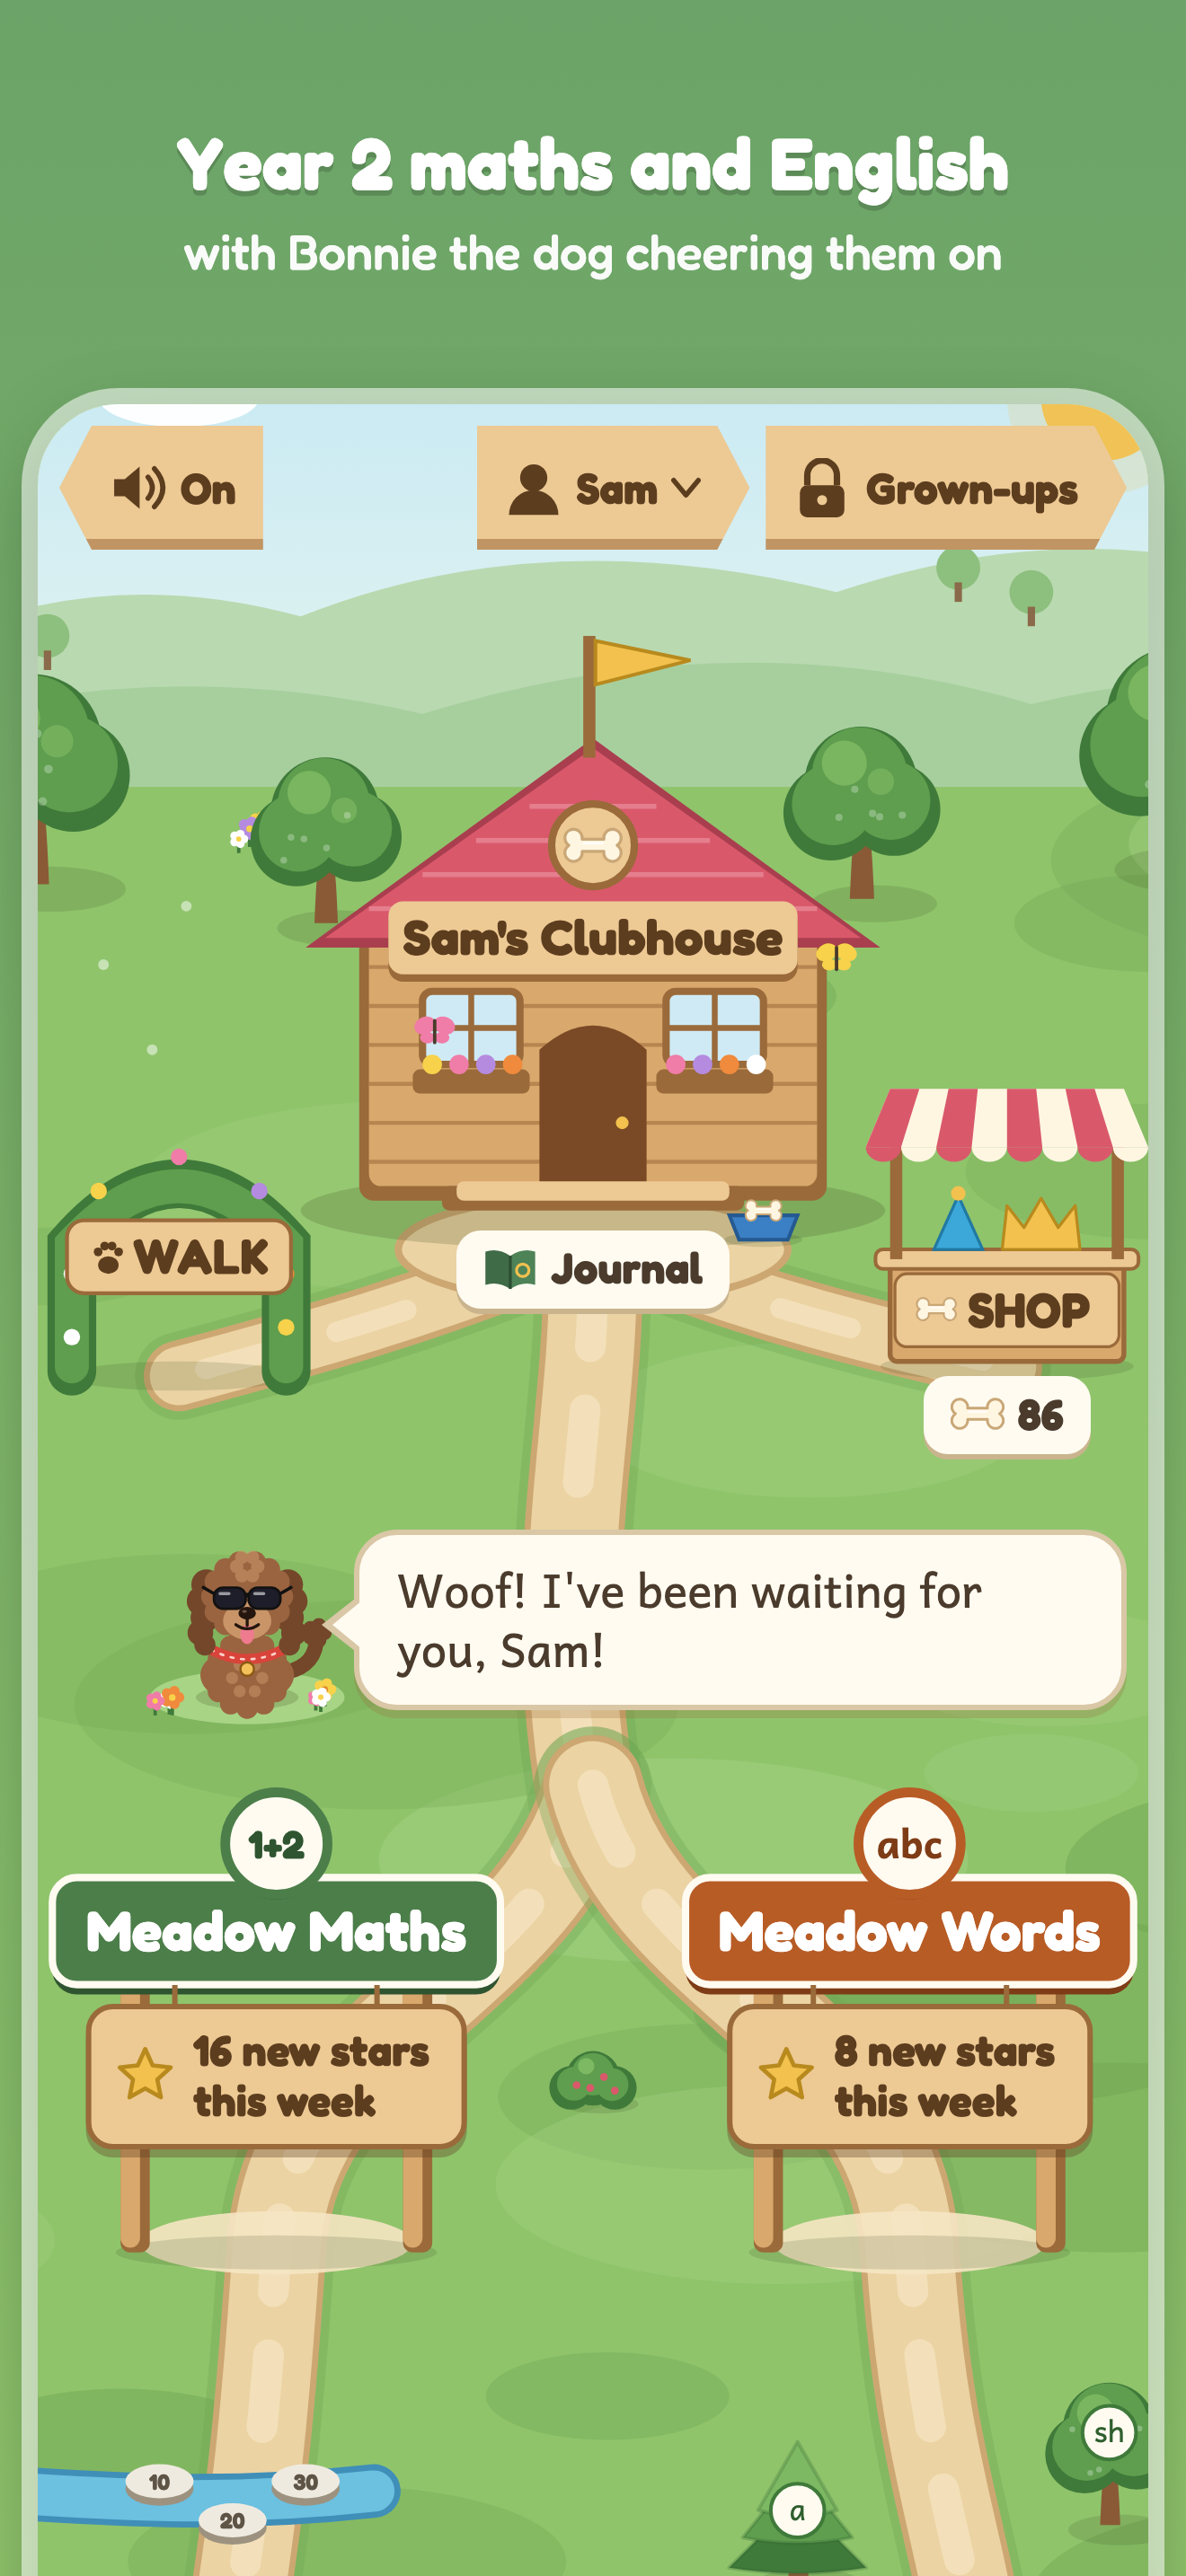 Year 2 maths and English
with Bonnie the dog cheering them on
On
Sam
Grown-ups
Sam's Clubhouse
WALK
Journal
SHOP
86
Woof! I've been waiting for
you, Sam!
1+2
abc
Meadow Maths
Meadow Words
16 new stars
this week
8 new stars
this week
sh
10
30
20
a